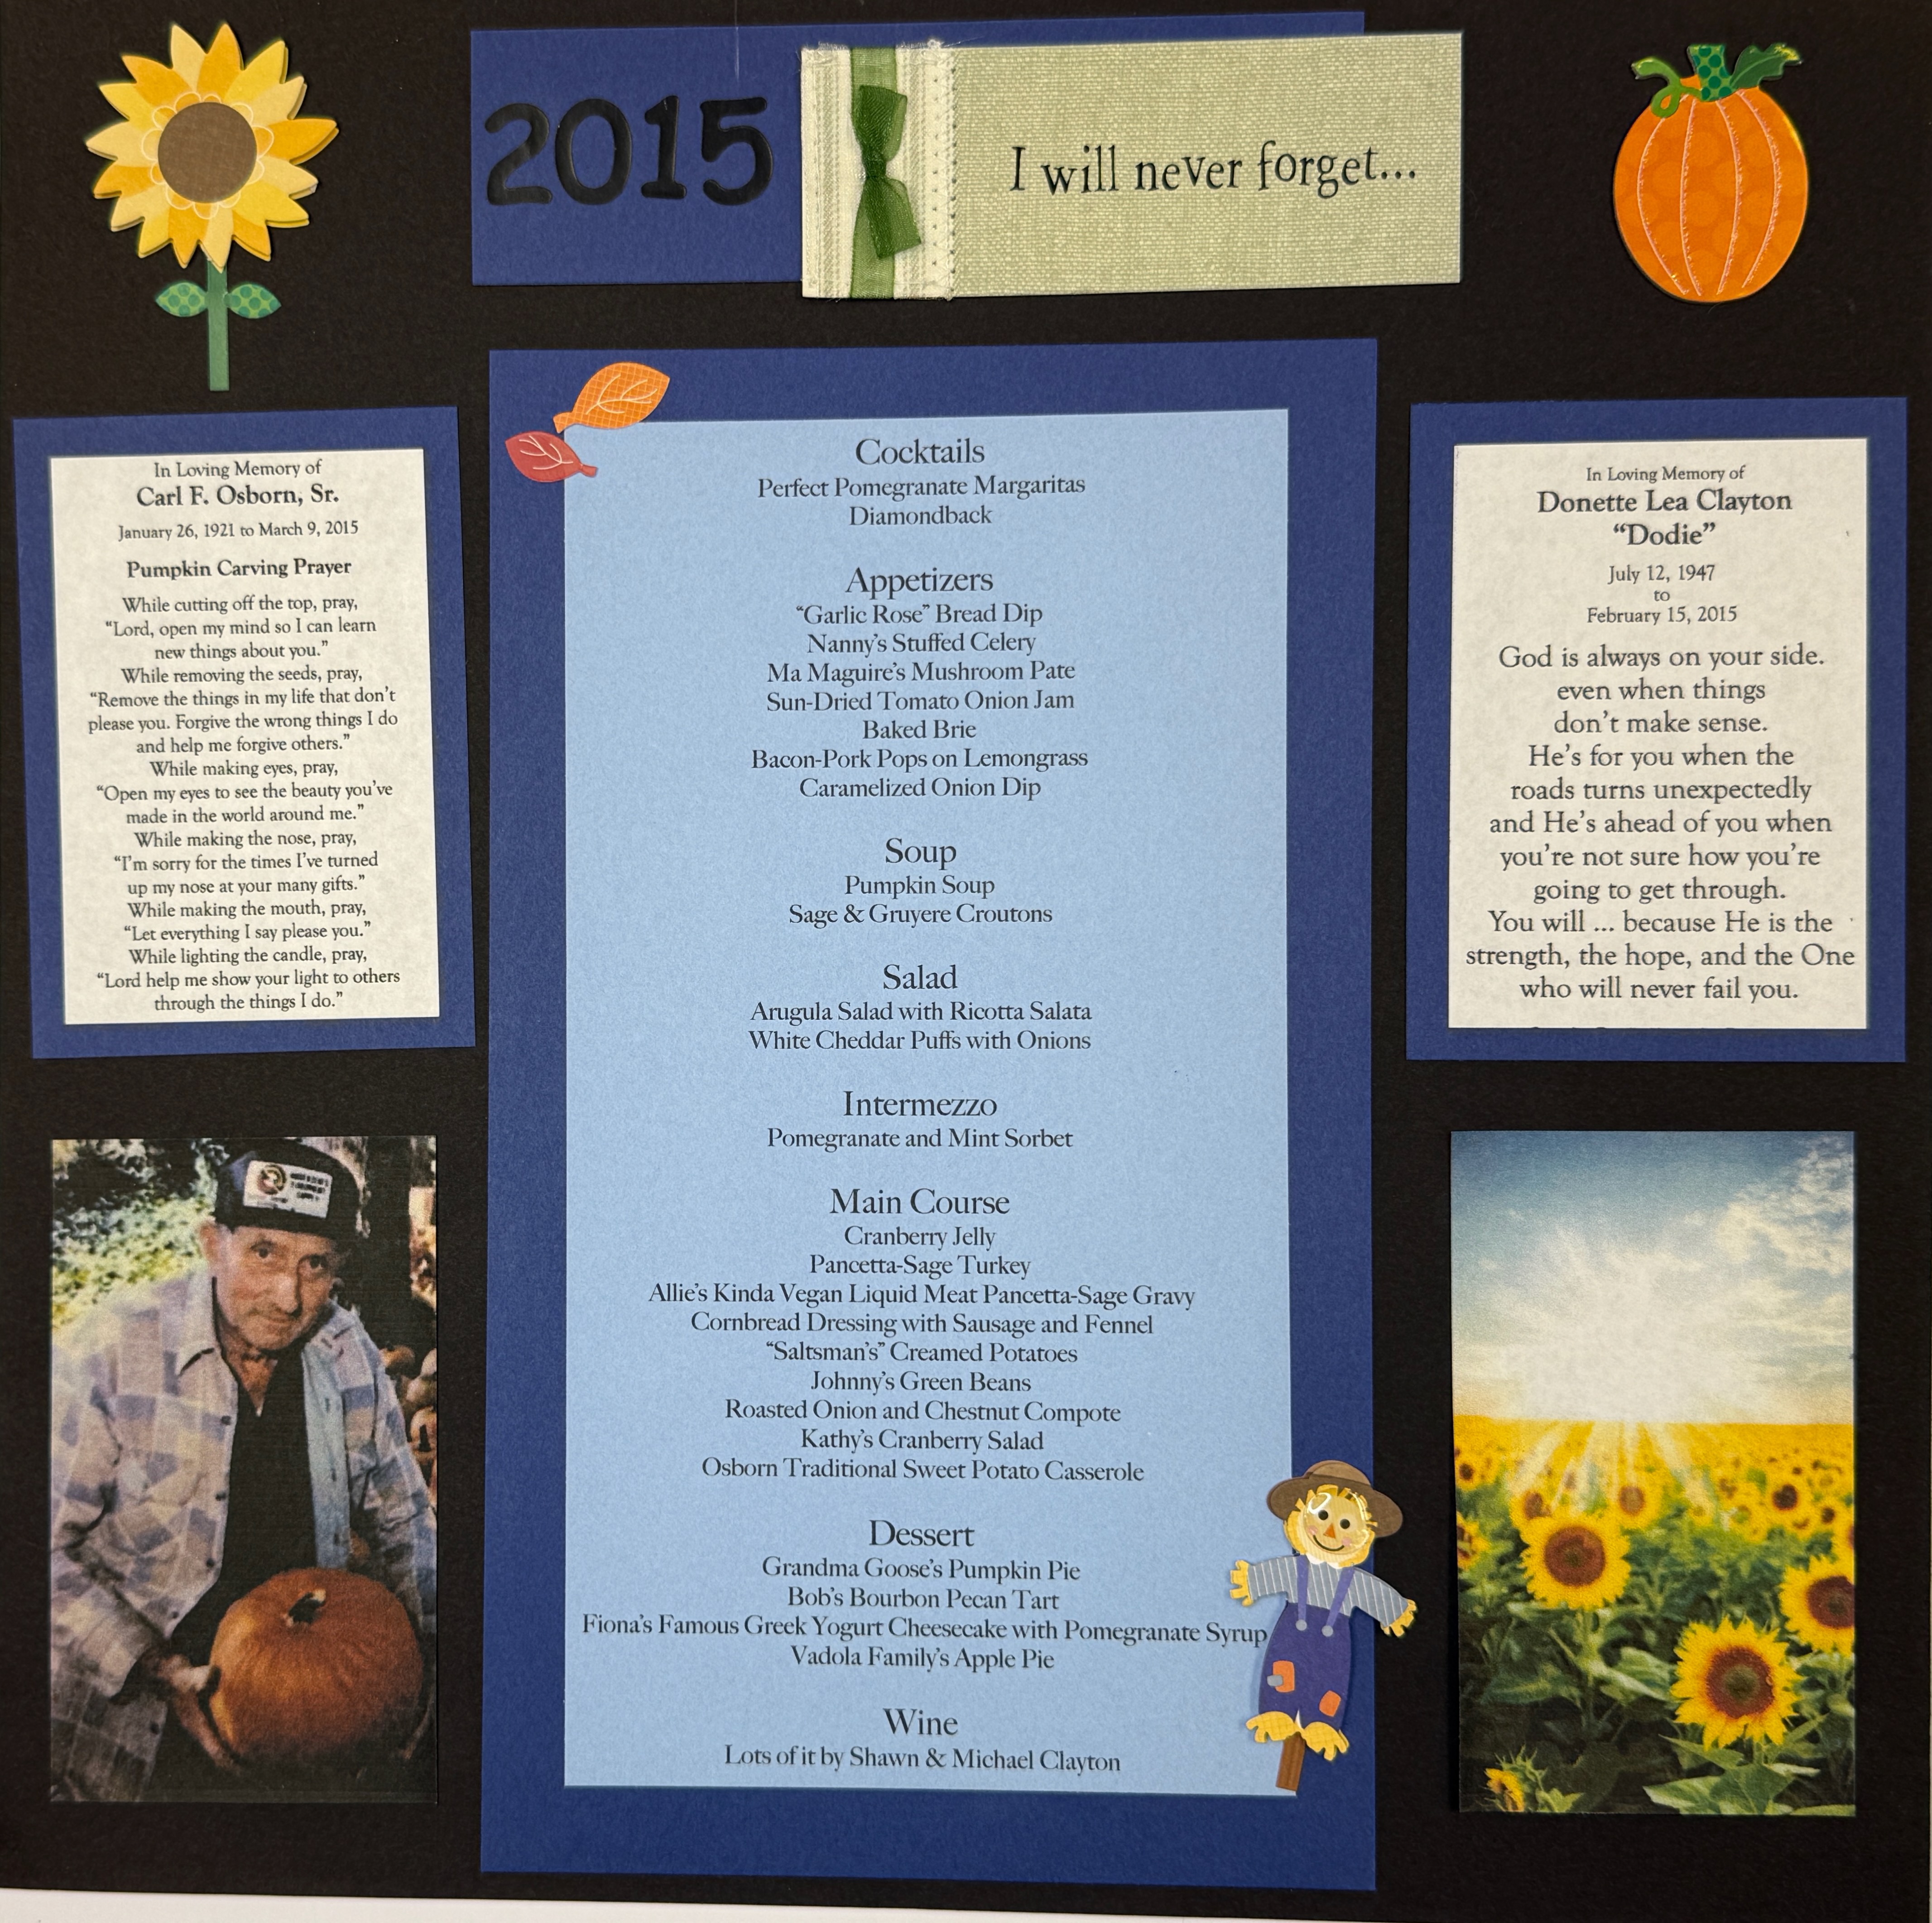 2015
I will never forget...
In Loving Memory of
Carl F. Osborn, Sr.
January 26, 1921 to March 9, 2015
Pumpkin Carving Prayer
While cutting off the top, pray,
“Lord, open my mind so I can learn
new things about you.”
While removing the seeds, pray,
“Remove the things in my life that don’t
please you. Forgive the wrong things I do
and help me forgive others.”
While making eyes, pray,
“Open my eyes to see the beauty you’ve
made in the world around me.”
While making the nose, pray,
“I’m sorry for the times I’ve turned
up my nose at your many gifts.”
While making the mouth, pray,
“Let everything I say please you.”
While lighting the candle, pray,
“Lord help me show your light to others
through the things I do.”
Cocktails
Perfect Pomegranate Margaritas
Diamondback
Appetizers
“Garlic Rose” Bread Dip
Nanny’s Stuffed Celery
Ma Maguire’s Mushroom Pate
Sun-Dried Tomato Onion Jam
Baked Brie
Bacon-Pork Pops on Lemongrass
Caramelized Onion Dip
Soup
Pumpkin Soup
Sage & Gruyere Croutons
Salad
Arugula Salad with Ricotta Salata
White Cheddar Puffs with Onions
Intermezzo
Pomegranate and Mint Sorbet
Main Course
Cranberry Jelly
Pancetta-Sage Turkey
Allie’s Kinda Vegan Liquid Meat Pancetta-Sage Gravy
Cornbread Dressing with Sausage and Fennel
“Saltsman’s” Creamed Potatoes
Johnny’s Green Beans
Roasted Onion and Chestnut Compote
Kathy’s Cranberry Salad
Osborn Traditional Sweet Potato Casserole
Dessert
Grandma Goose’s Pumpkin Pie
Bob’s Bourbon Pecan Tart
Fiona’s Famous Greek Yogurt Cheesecake with Pomegranate Syrup
Vadola Family’s Apple Pie
Wine
Lots of it by Shawn & Michael Clayton
In Loving Memory of
Donette Lea Clayton
“Dodie”
July 12, 1947
to
February 15, 2015
God is always on your side.
even when things
don’t make sense.
He’s for you when the
roads turns unexpectedly
and He’s ahead of you when
you’re not sure how you’re
going to get through.
You will ... because He is the
strength, the hope, and the One
who will never fail you.